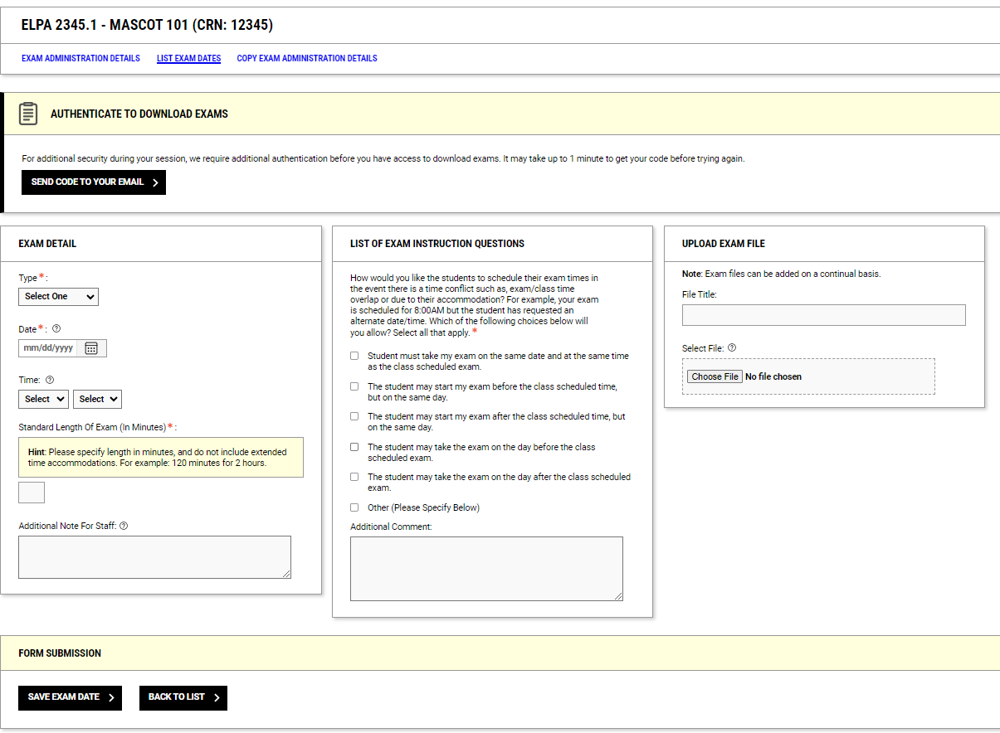 ELPA 2345.1 - MASCOT 101 (CRN: 12345)
EXAM ADMINISTRATION DETAILS LIST EXAM DATES COPY EXAM ADMINISTRATION DETAILS
AUTHENTICATE TO DOWNLOAD EXAMS
For additional security during your session, we require additional authentication before you have access to download exams. It may take up to 1 minute to get your code before trying again.
SEND CODE TO YOUR EMAIL
EXAM DETAIL
Type * :
Select One
Date * :
mm/dd/yyyy
Time:
Select Select
Standard Length Of Exam (In Minutes) * :
Hint: Please specify length in minutes, and do not include extended
time accommodations. For example: 120 minutes for 2 hours.
Additional Note For Staff:
LIST OF EXAM INSTRUCTION QUESTIONS
How would you like the students to schedule their exam times in
the event there is a time conflict such as, exam/class time
overlap or due to their accommodation? For example, your exam
is scheduled for 8:00AM but the student has requested an
alternate date/time. Which of the following choices below will
you allow? Select all that apply. *
Student must take my exam on the same date and at the same time
as the class scheduled exam.
The student may start my exam before the class scheduled time,
but on the same day.
The student may start my exam after the class scheduled time, but
on the same day.
The student may take the exam on the day before the class
scheduled exam.
The student may take the exam on the day after the class scheduled
exam.
Other (Please Specify Below)
Additional Comment:
UPLOAD EXAM FILE
Note: Exam files can be added on a continual basis.
File Title:
Select File:
Choose File No file chosen
FORM SUBMISSION
SAVE EXAM DATE BACK TO LIST